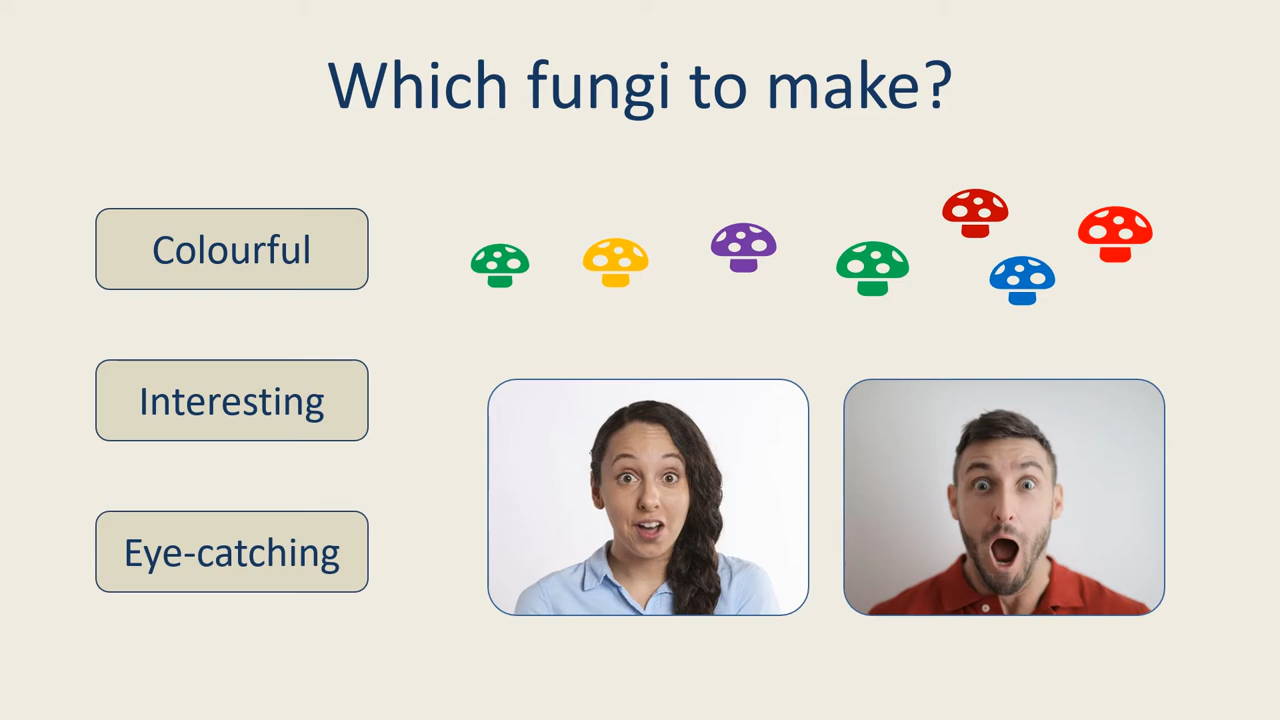 Which fungi to make?
Colourful
Interesting
Eye-catching